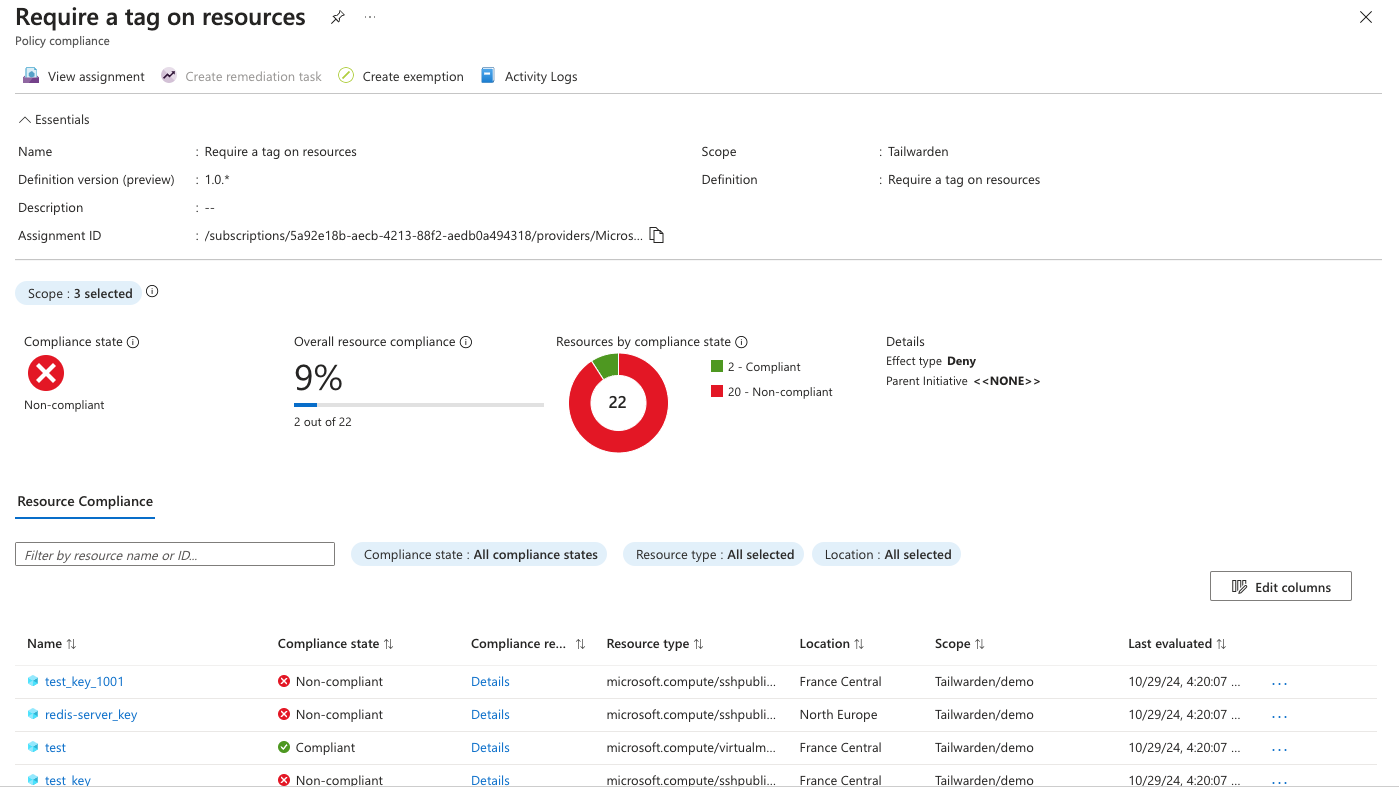 Require a tag on resources
Policy compliance
View assignment Create remediation task Create exemption Activity Logs
Essentials
Name : Require a tag on resources Scope : Tailwarden
Definition version (preview) : 1.0.* Definition : Require a tag on resources
Description : --
Assignment ID : /subscriptions/5a92e18b-aecb-4213-88f2-aedb0a494318/providers/Micros...
Scope : 3 selected
Compliance state Overall resource compliance Resources by compliance state Details
9% 22 2 - Compliant Effect type Deny
Non-compliant 2 out of 22 20 - Non-compliant Parent Initiative <<NONE>>
Resource Compliance
Filter by resource name or ID... Compliance state : All compliance states Resource type : All selected Location : All selected
Edit columns
Name Compliance state Compliance re... Resource type Location Scope Last evaluated
test_key_1001 Non-compliant Details microsoft.compute/sshpubli... France Central Tailwarden/demo 10/29/24, 4:20:07 ... ...
redis-server_key Non-compliant Details microsoft.compute/sshpubli... North Europe Tailwarden/demo 10/29/24, 4:20:07 ... ...
test Compliant Details microsoft.compute/virtualm... France Central Tailwarden/demo 10/29/24, 4:20:07 ... ...
test_key Non-compliant Details microsoft.compute/sshpubli... France Central Tailwarden/demo 10/29/24, 4:20:07 ... ...